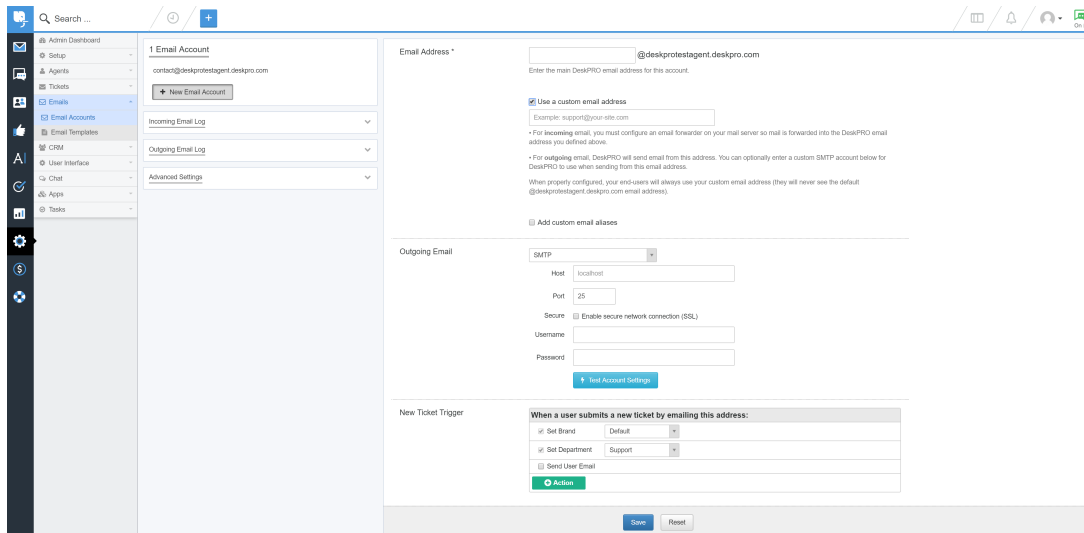 Search ...
+
On
Admin Dashboard
Setup
Agents
Tickets
Emails
Email Accounts
Email Templates
CRM
User Interface
Chat
Apps
Tasks
1 Email Account
contact@deskprotestagent.deskpro.com
+ New Email Account
Incoming Email Log
Outgoing Email Log
Advanced Settings
Email Address *
@deskprotestagent.deskpro.com
Enter the main DeskPRO email address for this account.
Use a custom email address
Example: support@your-site.com
• For incoming email, you must configure an email forwarder on your mail server so mail is forwarded into the DeskPRO email
address you defined above.
• For outgoing email, DeskPRO will send email from this address. You can optionally enter a custom SMTP account below for
DeskPRO to use when sending from this email address.
When properly configured, your end-users will always use your custom email address (they will never see the default
@deskprotestagent.deskpro.com email address).
Add custom email aliases
Outgoing Email
SMTP
Host localhost
Port 25
Secure Enable secure network connection (SSL)
Username
Password
Test Account Settings
New Ticket Trigger
When a user submits a new ticket by emailing this address:
Set Brand Default
Set Department Support
Send User Email
Action
Save Reset